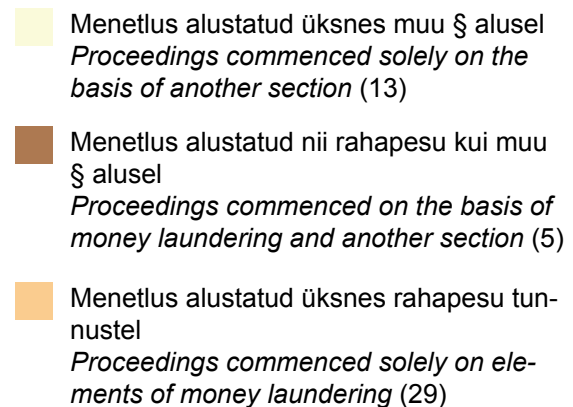 Menetlus alustatud üksnes muu § alusel
Proceedings commenced solely on the
basis of another section (13)
Menetlus alustatud nii rahapesu kui muu
§ alusel
Proceedings commenced on the basis of
money laundering and another section (5)
Menetlus alustatud üksnes rahapesu tun-
nustel
Proceedings commenced solely on ele-
ments of money laundering (29)